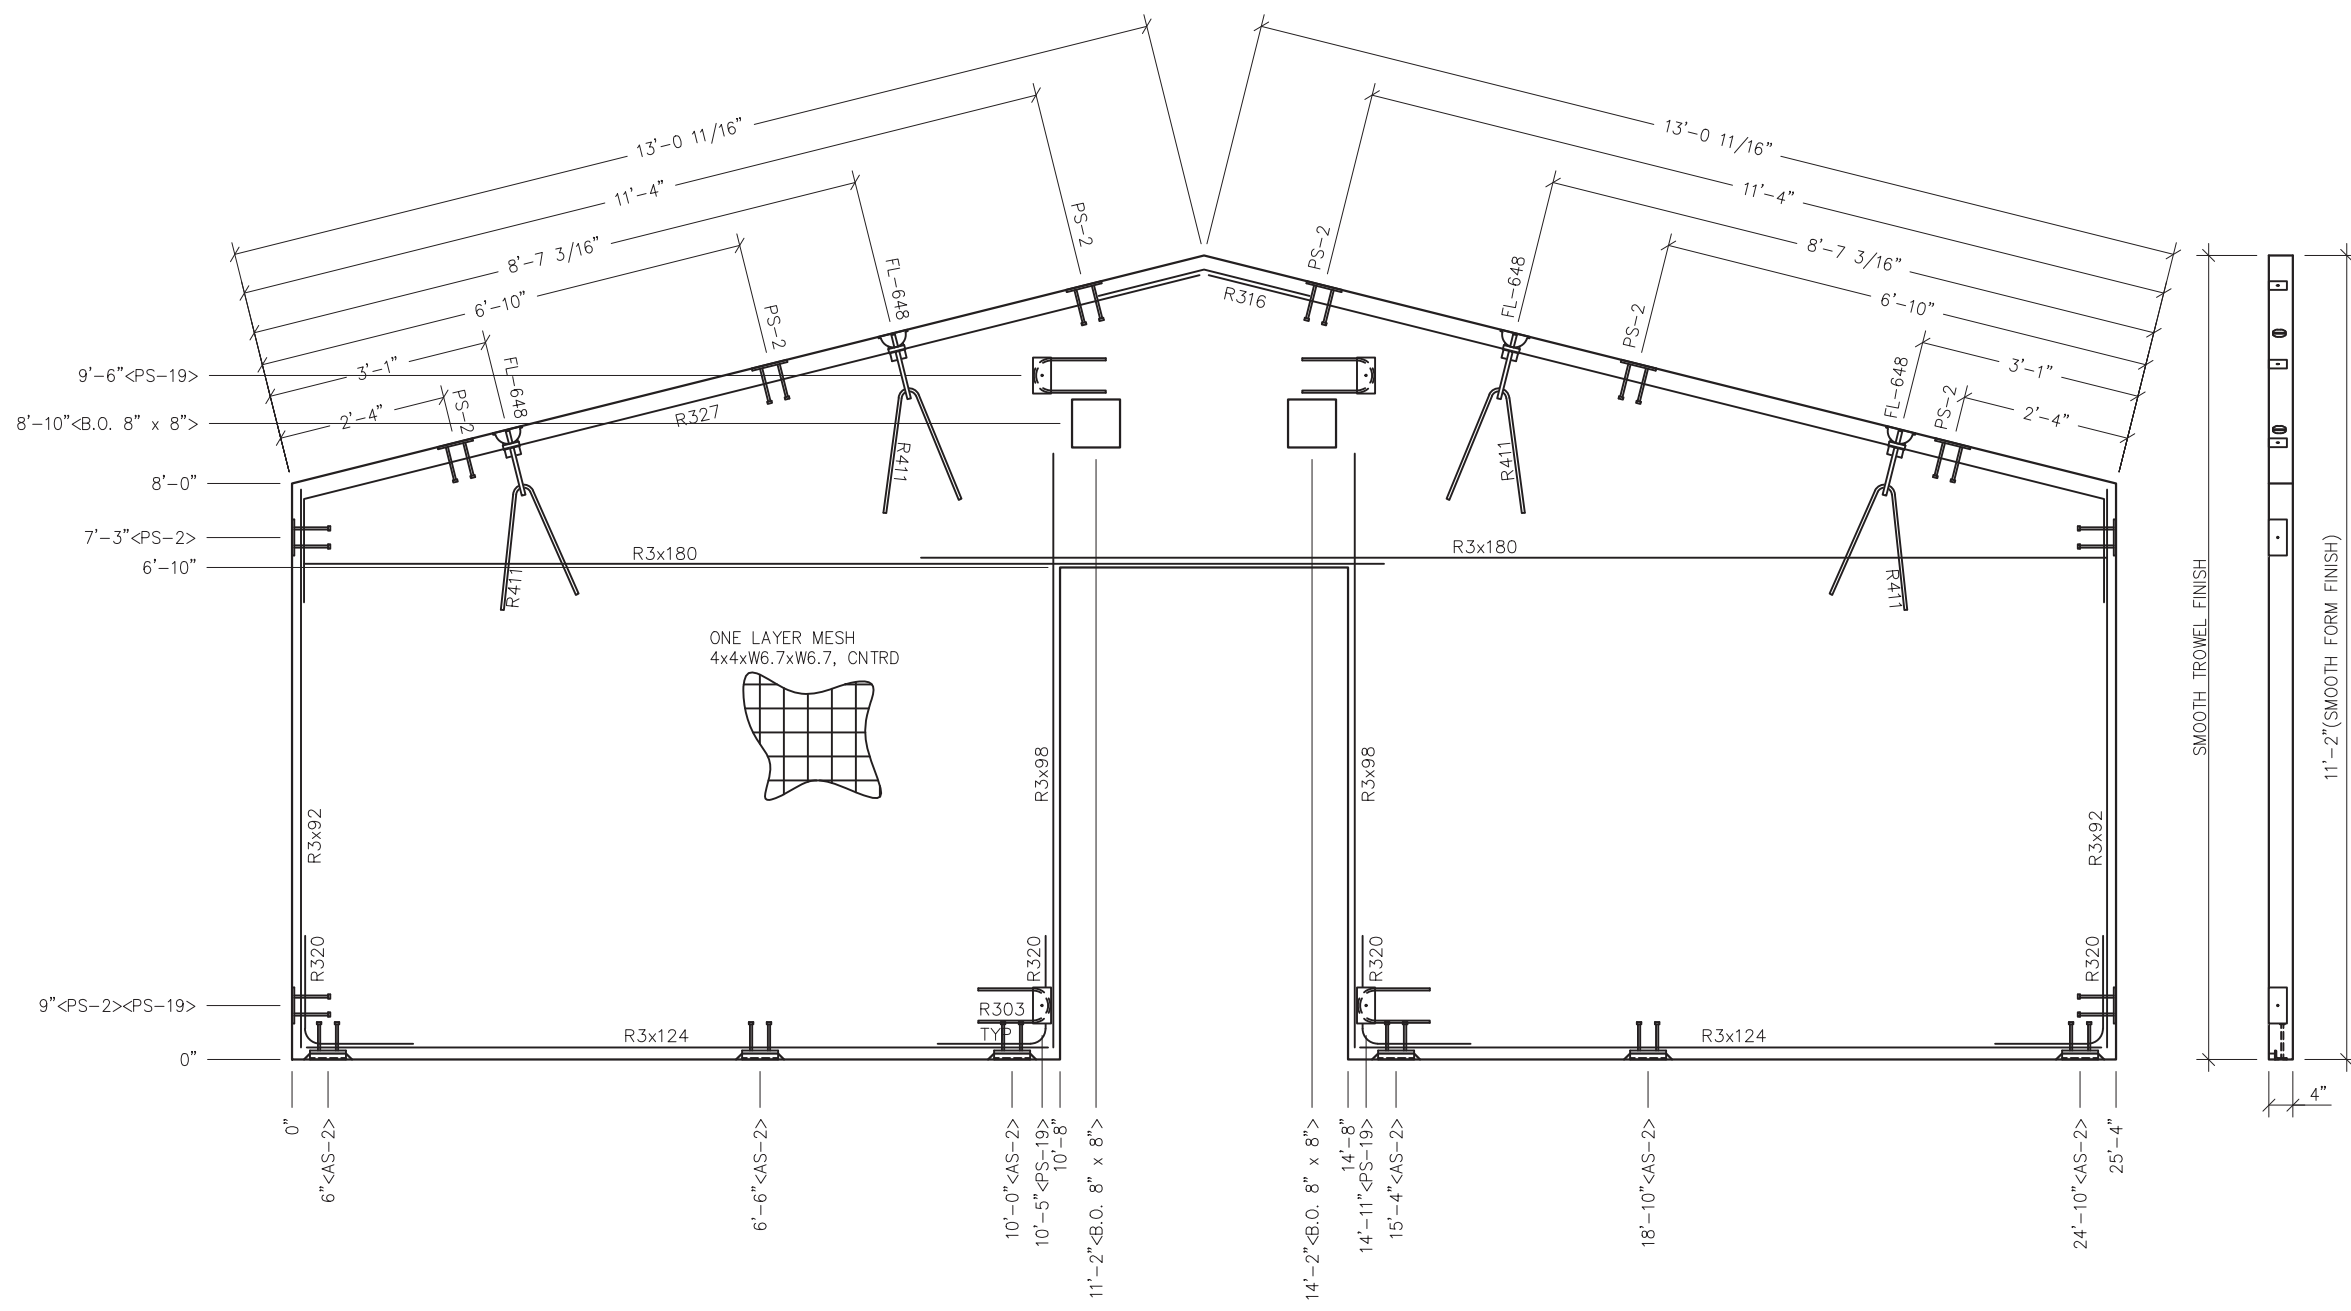 13'-0 11/16"
11'-4"
8'-7 3/16"
6'-10"
3'-1"
2'-4"
PS-2
FL-648
PS-2
FL-648
PS-2
13'-0 11/16"
11'-4"
8'-7 3/16"
6'-10"
3'-1"
2'-4"
PS-2
FL-648
PS-2
FL-648
PS-2
R316
R327
9'-6"<PS-19>
8'-10"<B.O. 8" x 8">
8'-0"
7'-3"<PS-2>
6'-10"
9"<PS-2><PS-19>
0"
R411
R411
R411
R411
R3x180
R3x180
ONE LAYER MESH
4x4xW6.7xW6.7, CNTRD
R3x92
R3x98
R3x98
R3x92
R320
R320
R320
R320
R303
TYP
R3x124
R3x124
SMOOTH TROWEL FINISH
11'-2"(SMOOTH FORM FINISH)
4"
0"
6"<AS-2>
6'-6"<AS-2>
10'-0"<AS-2>
10'-5"<PS-19>
10'-8"
11'-2"<B.O. 8" x 8">
14'-2"<B.O. 8" x 8">
14'-8"
14'-11"<PS-19>
15'-4"<AS-2>
18'-10"<AS-2>
24'-10"<AS-2>
25'-4"